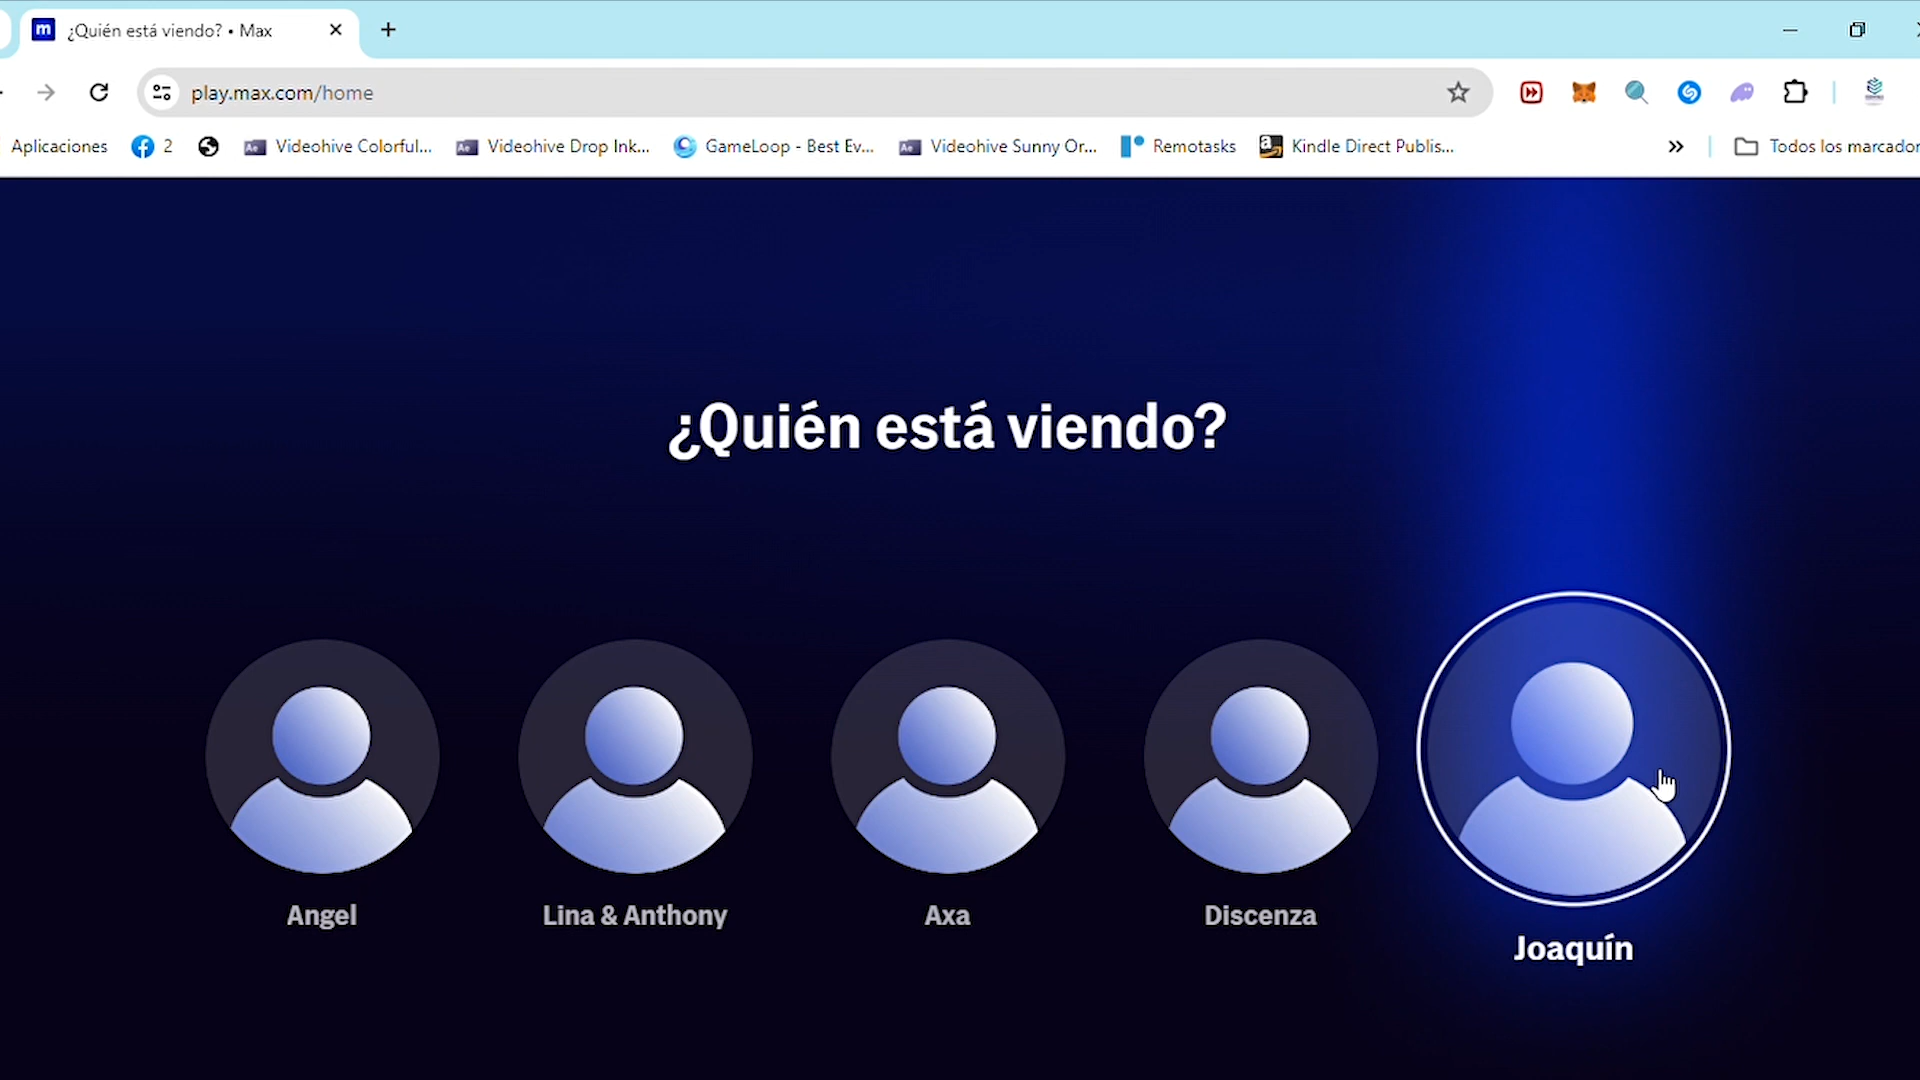 m ¿Quién está viendo? • Max
play.max.com/home
Aplicaciones 2 Videohive Colorful... Videohive Drop Ink... GameLoop - Best Ev... Videohive Sunny Or... Remotasks Kindle Direct Publis... Todos los marcador
¿Quién está viendo?
Angel
Lina & Anthony
Axa
Discenza
Joaquín